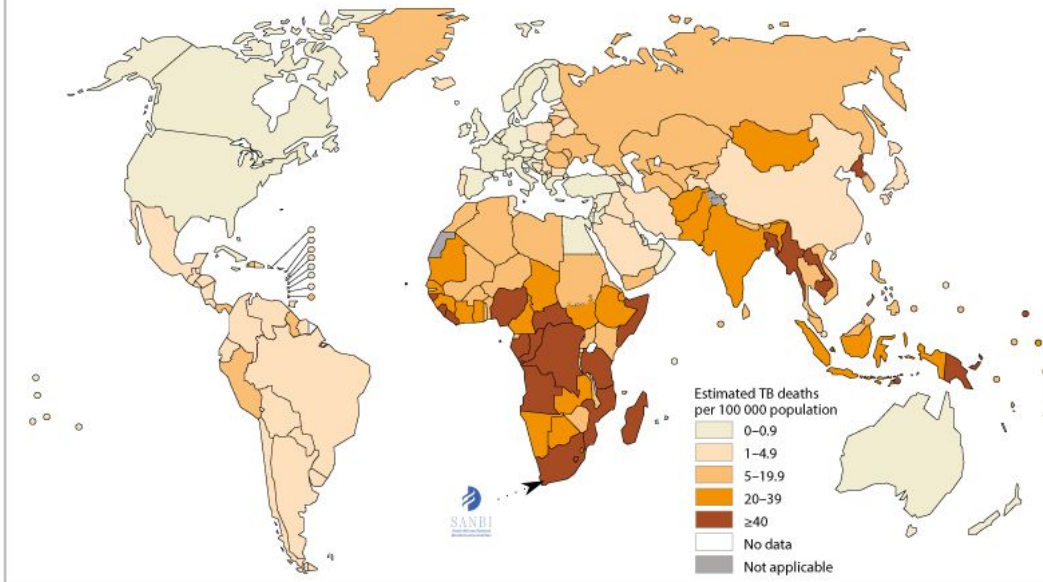 Estimated TB deaths
per 100 000 population
0–0.9
1–4.9
5–19.9
20–39
≥40
No data
Not applicable
SANBI